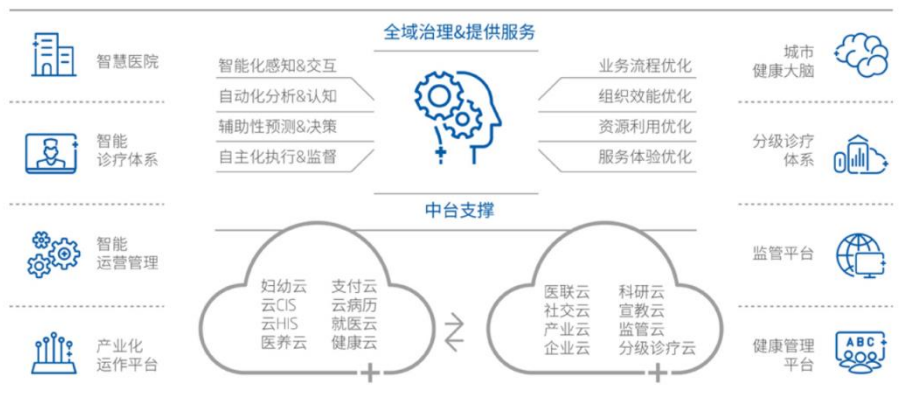 全域治理&提供服务
智慧医院
智能
诊疗体系
智能
运营管理
产业化
运作平台
智能化感知&交互
自动化分析&认知
辅助性预测&决策
自主化执行&监督
业务流程优化
组织效能优化
资源利用优化
服务体验优化
中台支撑
妇幼云 支付云
云CIS 云病历
云HIS 就医云
医养云 健康云
医联云 科研云
社交云 宣教云
产业云 监管云
企业云 分级诊疗云
城市
健康大脑
分级诊疗
体系
监管平台
健康管理
平台
ABC